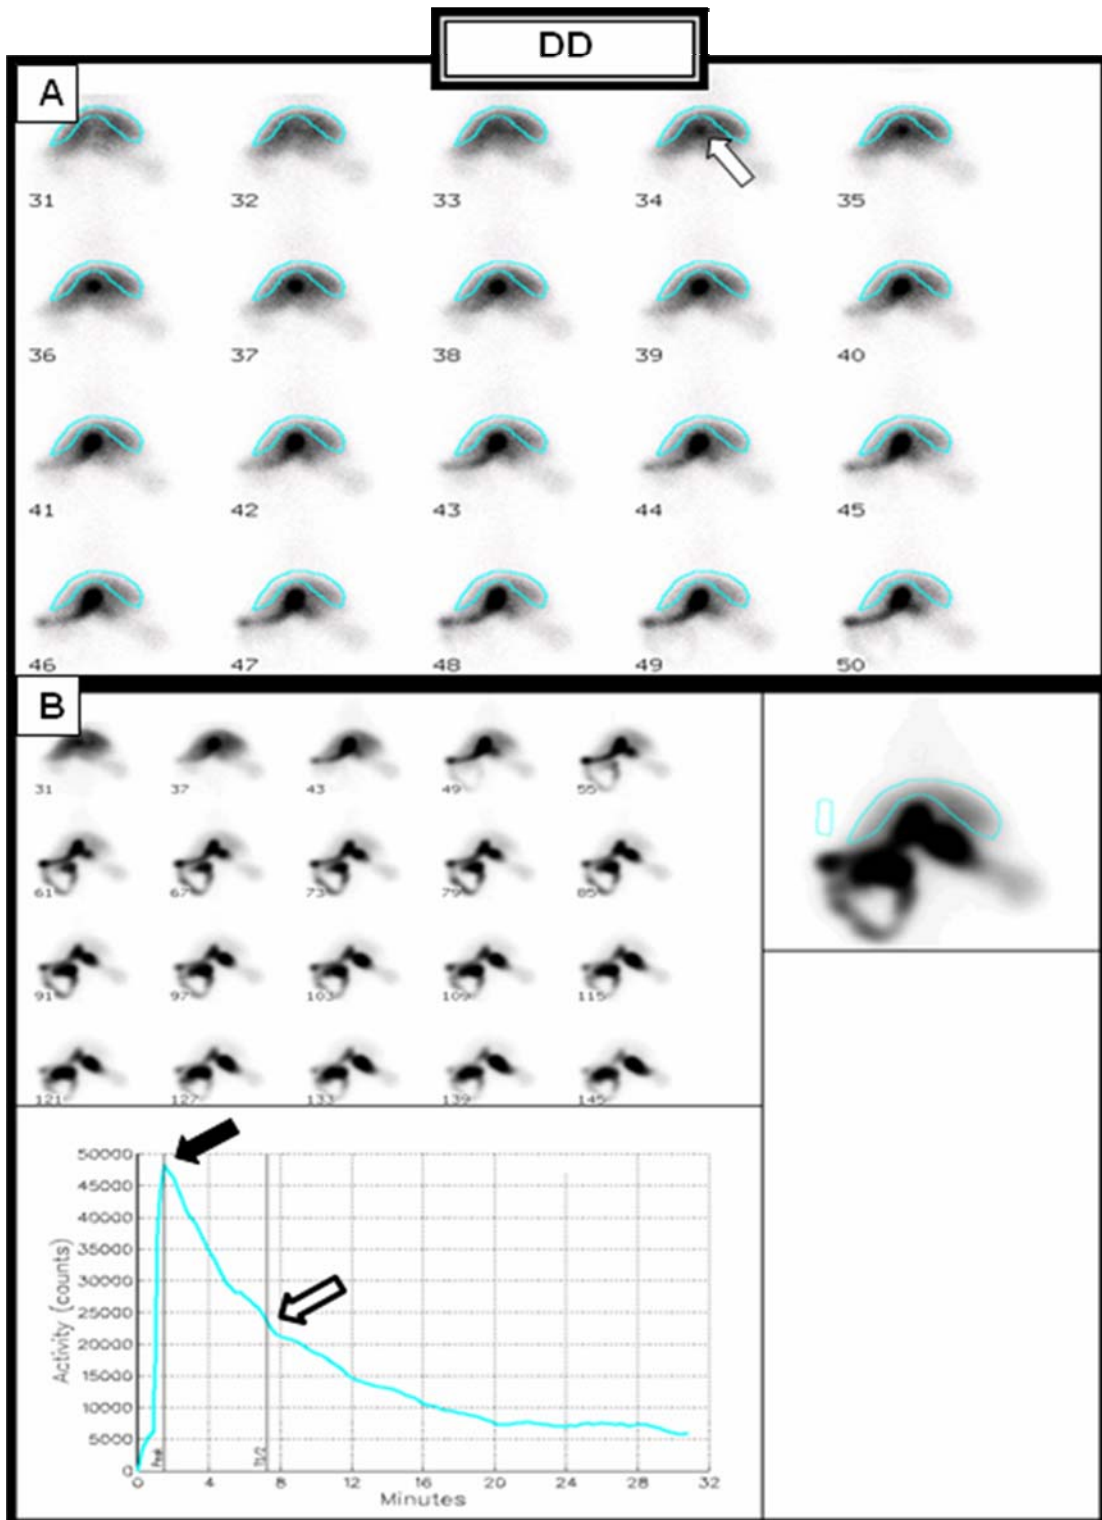 DD
A
31 32 33 34 35
36 37 38 39 40
41 42 43 44 45
46 47 48 49 50
B
31 37 43 49 55
61 67 73 79 85
91 97 103 109 115
121 127 133 139 145
50000
45000
40000
35000
30000
25000
20000
15000
10000
5000
0
Activity (counts)
Peak
T1/2
0 4 8 12 16 20 24 28 32
Minutes